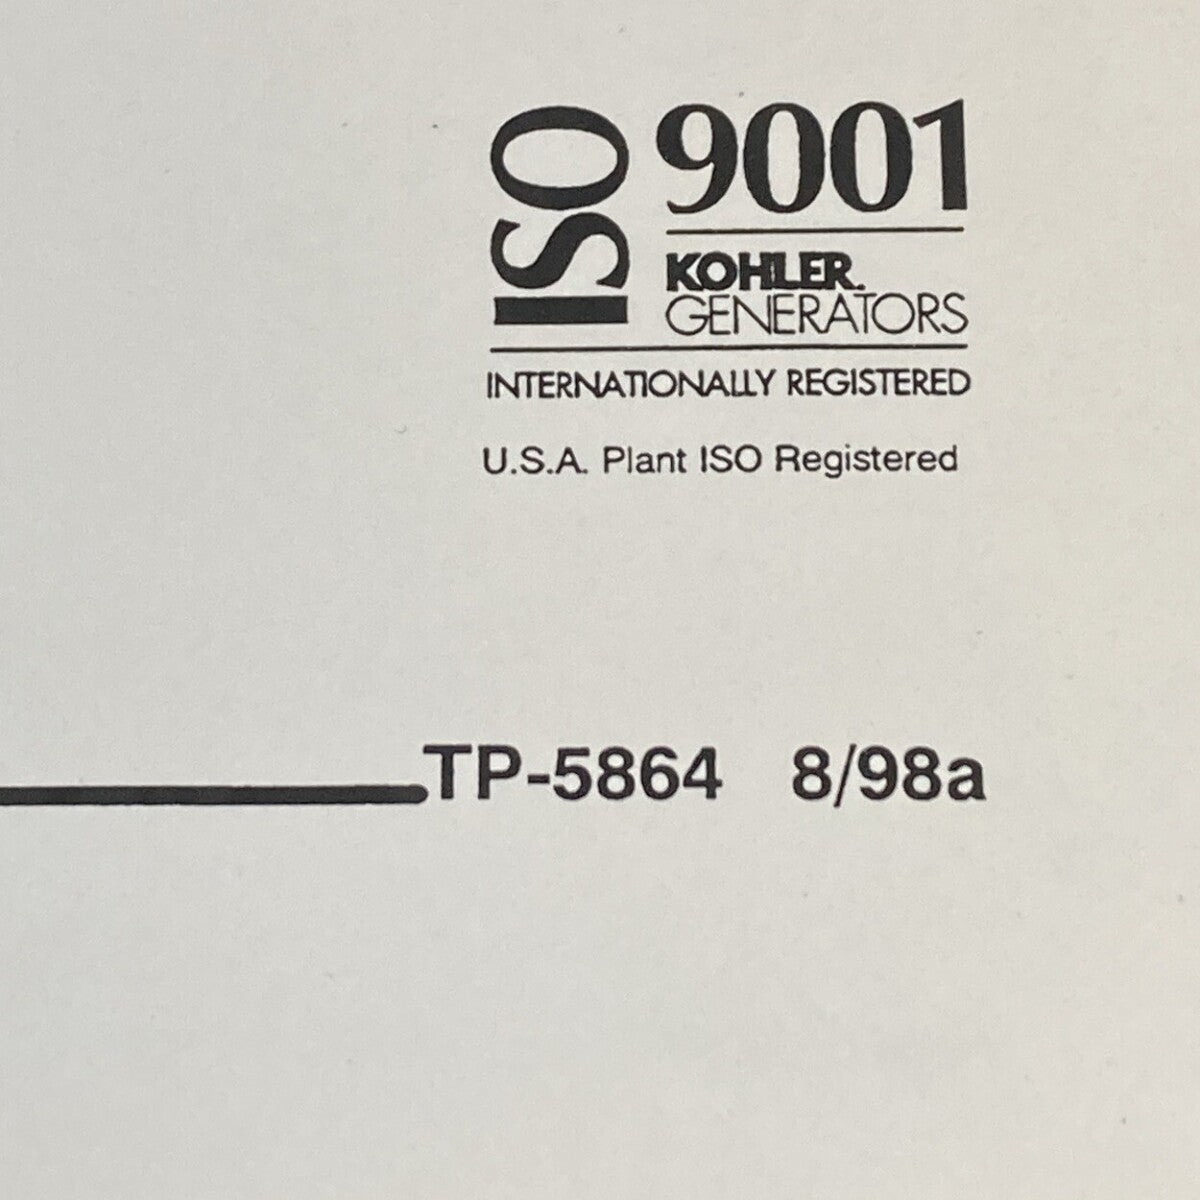 ISO 9001
KOHLER.
GENERATORS
INTERNATIONALLY REGISTERED
U.S.A. Plant ISO Registered
TP-5864 8/98a